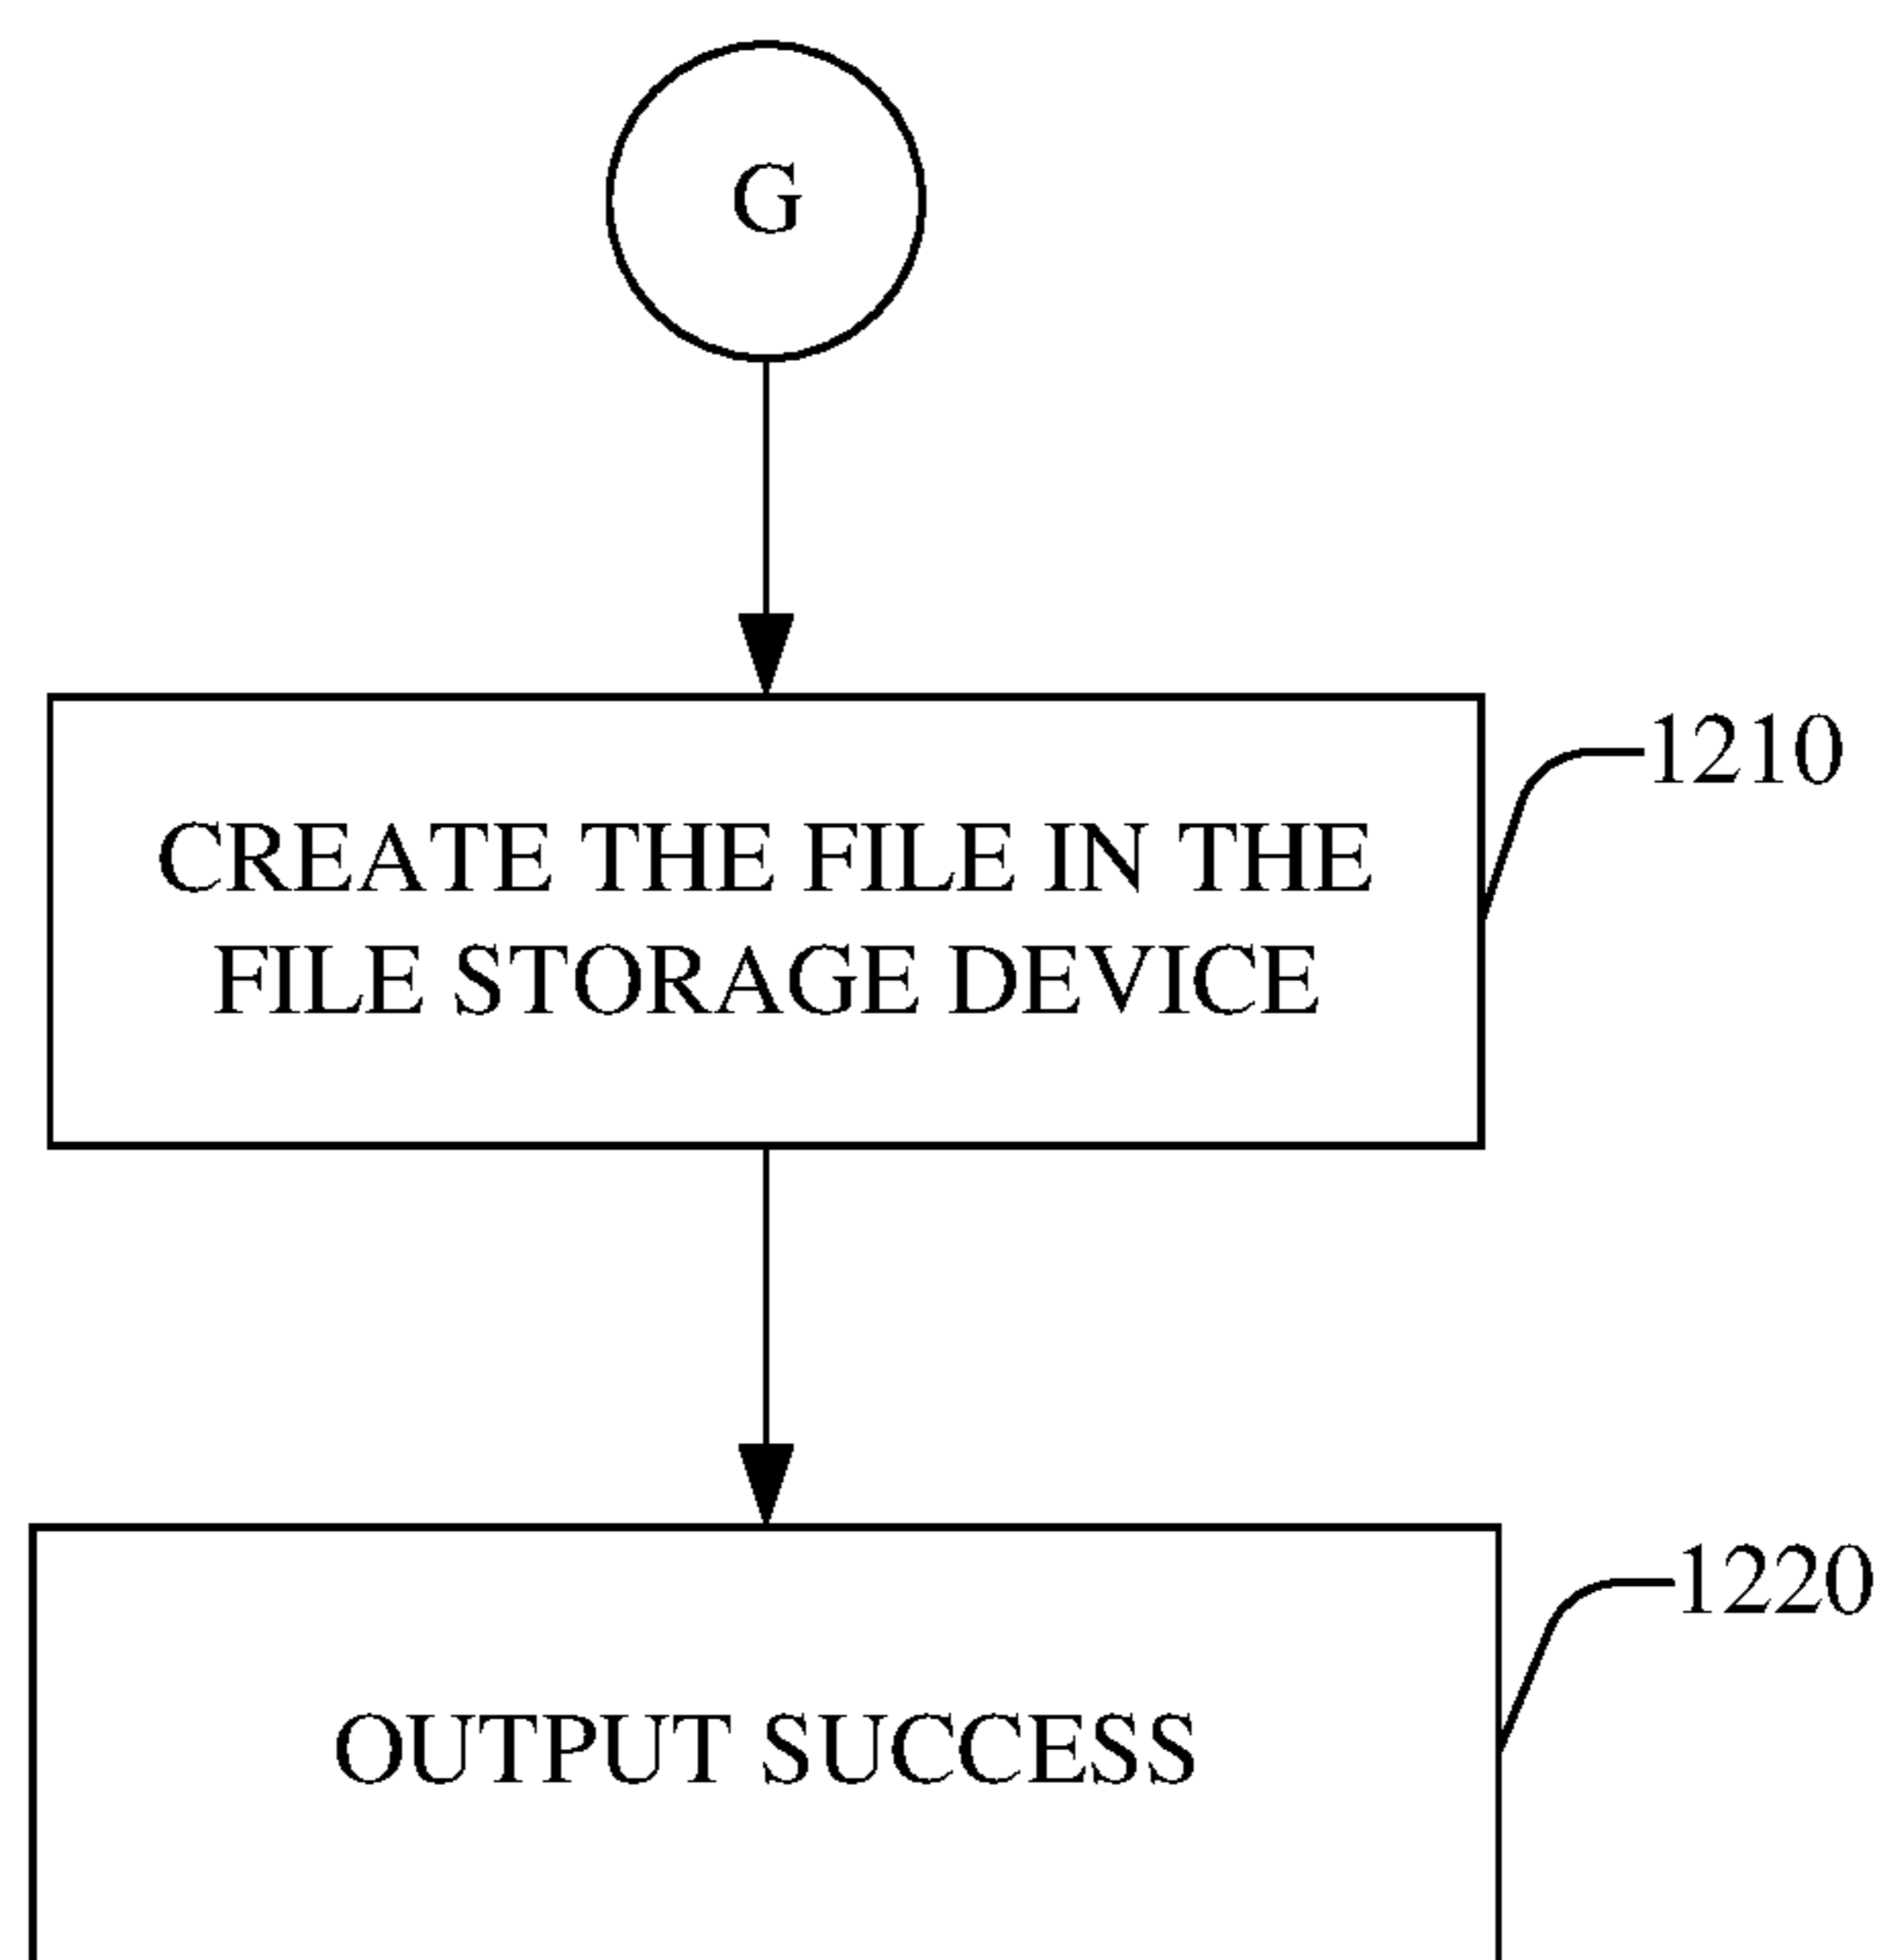 G
1210
CREATE THE FILE IN THE
FILE STORAGE DEVICE
1220
OUTPUT SUCCESS